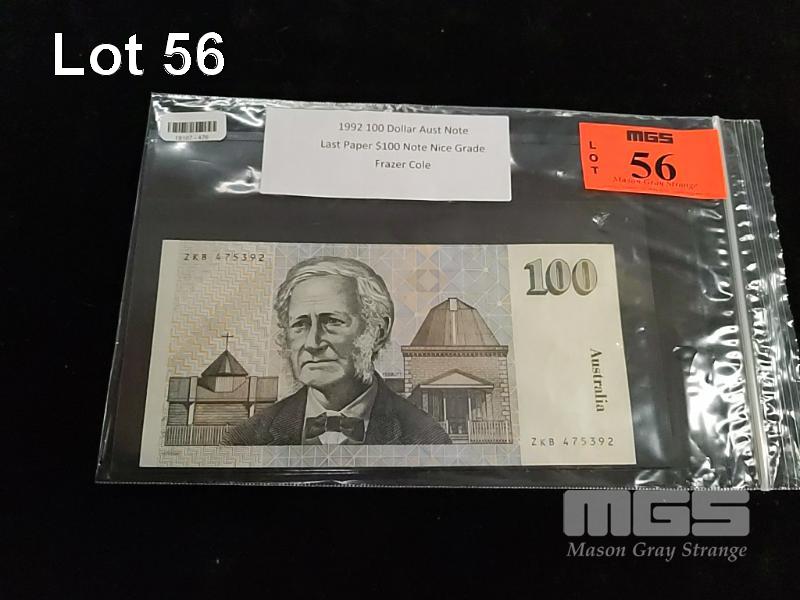 Lot 56
1992 100 Dollar Aust Note
Last Paper $100 Note Nice Grade
Frazer Cole
MGS
LOT
56
Mason Gray Strange
ZKB 475392
100
TEBBUTT
Australia
ZKB 475392
MGS
Mason Gray Strange